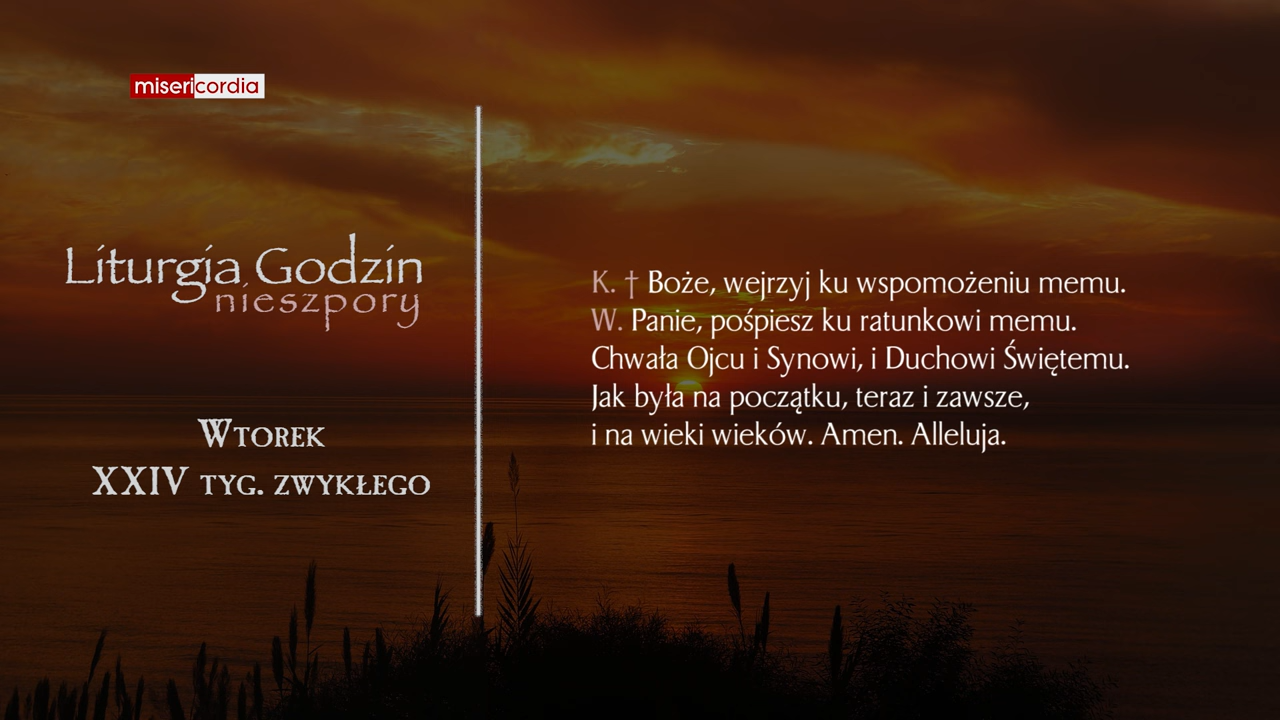 misericordia
Liturgia Godzin
nieszpory
Wtorek
XXIV tyg. zwykłego
K. † Boże, wejrzyj ku wspomożeniu memu.
W. Panie, pośpiesz ku ratunkowi memu.
Chwała Ojcu i Synowi, i Duchowi Świętemu.
Jak była na początku, teraz i zawsze,
i na wieki wieków. Amen. Alleluja.